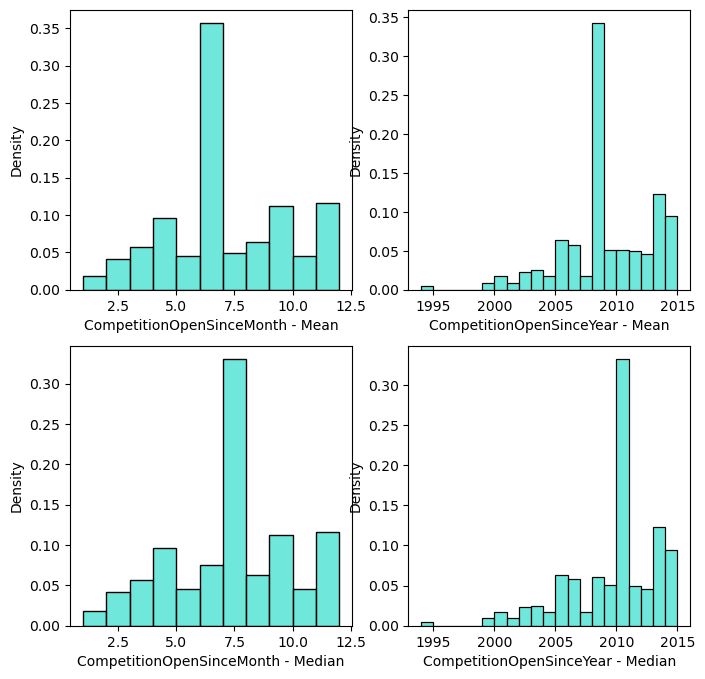 0.35
0.30
0.25
0.20
0.15
0.10
0.05
0.00
Density
2.5 5.0 7.5 10.0 12.5
CompetitionOpenSinceMonth - Mean
0.35
0.30
0.25
0.20
0.15
0.10
0.05
0.00
Density
1995 2000 2005 2010 2015
CompetitionOpenSinceYear - Mean
0.30
0.25
0.20
0.15
0.10
0.05
0.00
Density
2.5 5.0 7.5 10.0 12.5
CompetitionOpenSinceMonth - Median
0.30
0.25
0.20
0.15
0.10
0.05
0.00
Density
1995 2000 2005 2010 2015
CompetitionOpenSinceYear - Median